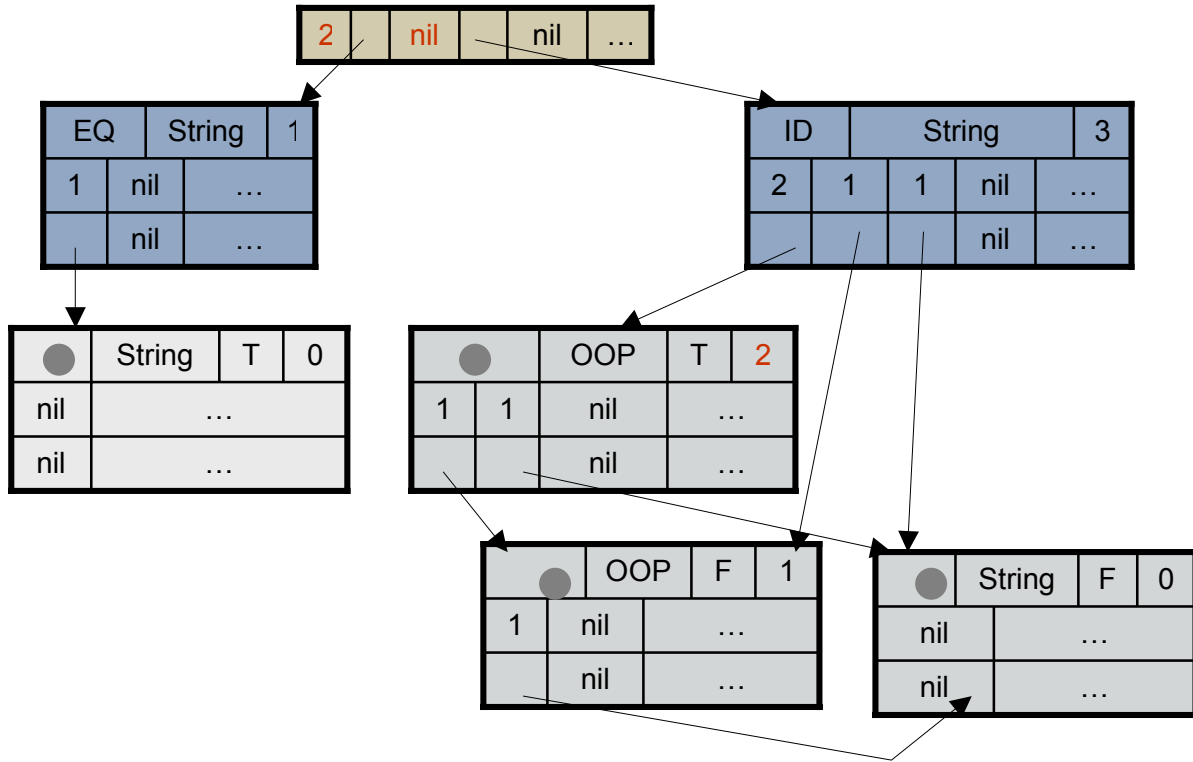 2 nil nil …
EQ String 1
1 nil …
nil …
ID String 3
2 1 1 nil …
nil …
String T 0
nil …
nil …
OOP T 2
1 1 nil …
nil …
OOP F 1
1 nil …
nil …
String F 0
nil …
nil …